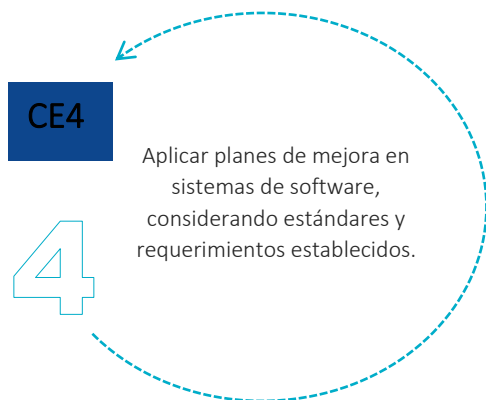 CE4
Aplicar planes de mejora en
sistemas de software,
considerando estándares y
requerimientos establecidos.
4